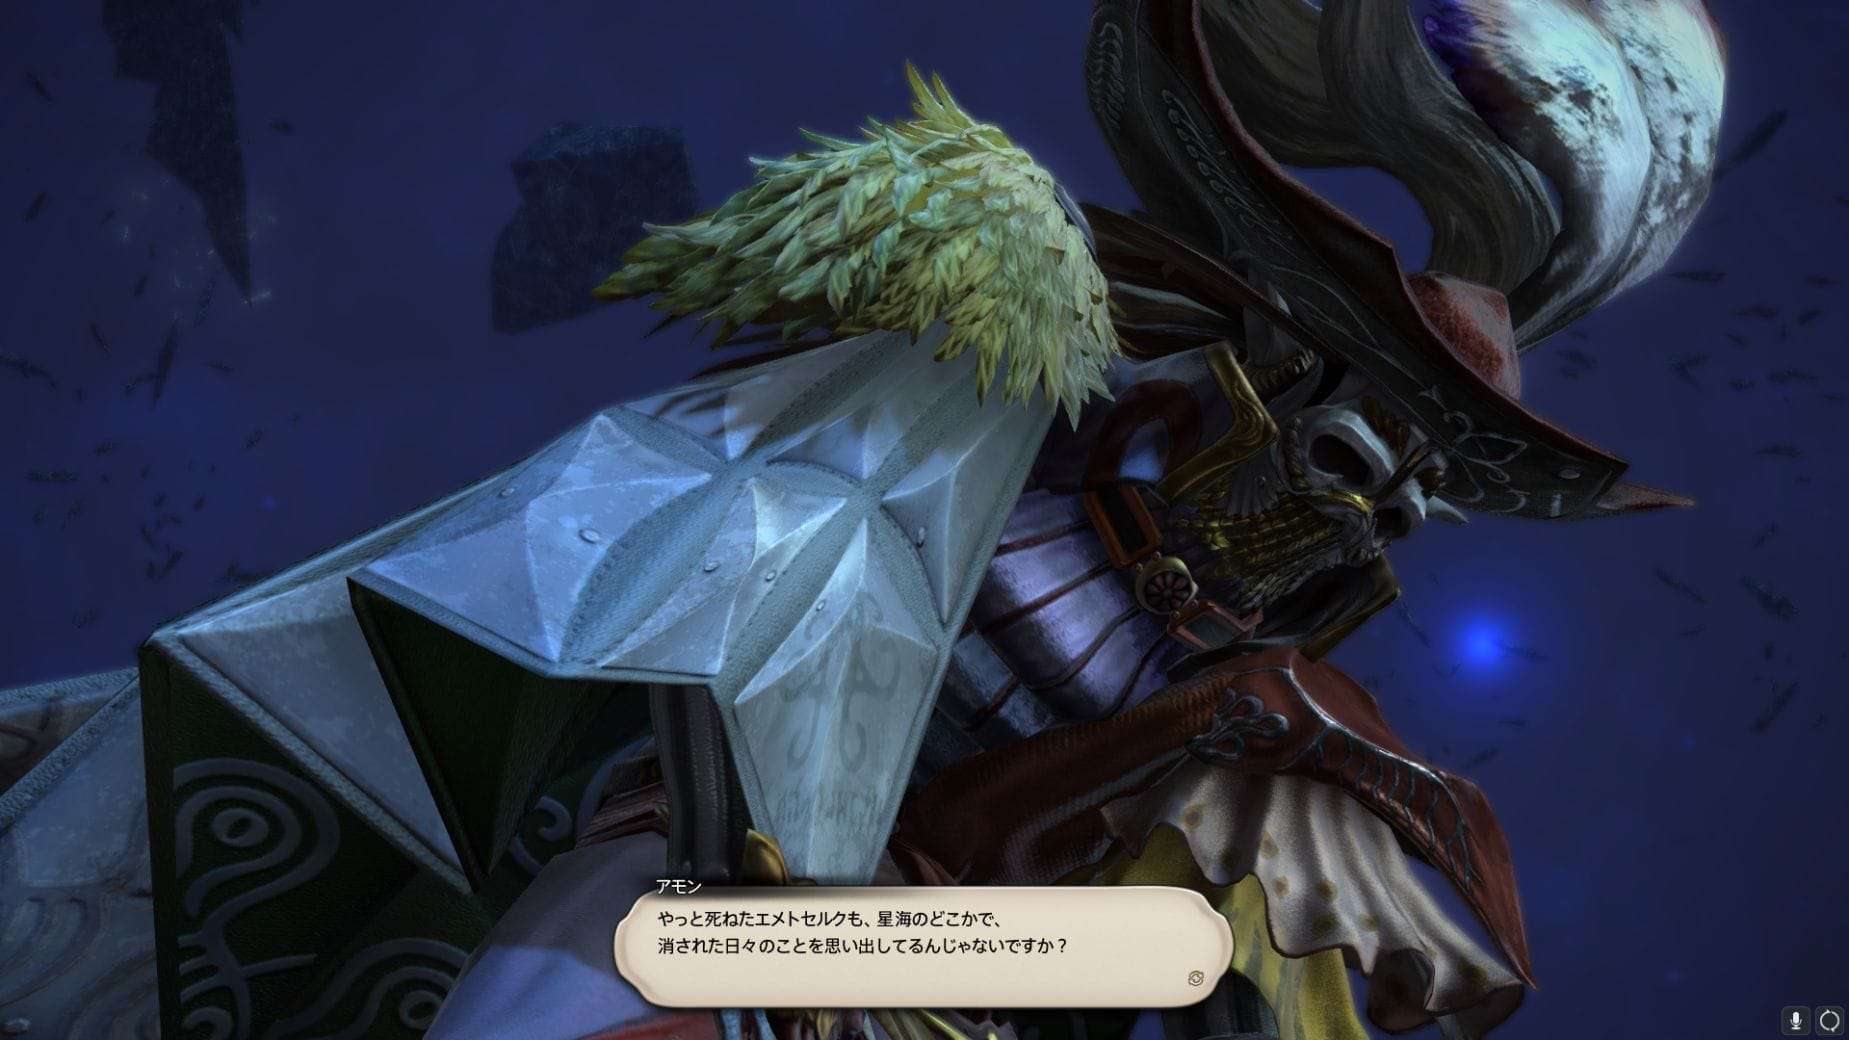 アモン
やっと死ねたエメトセルクも、星海のどこかで、
消された日々のことを思い出してるんじゃないですか？